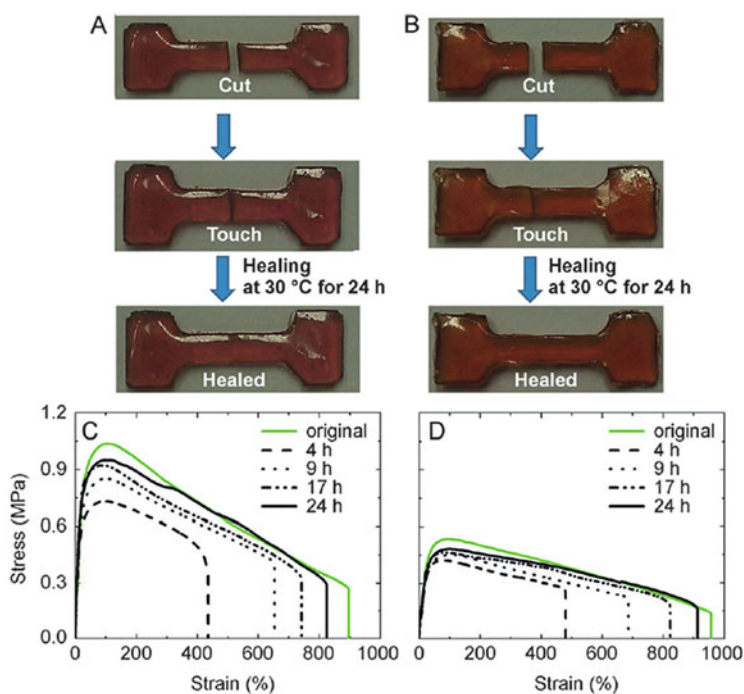 A
B
Cut
Cut
Touch
Touch
Healing
at 30 °C for 24 h
Healing
at 30 °C for 24 h
Healed
Healed
C
original
4 h
9 h
17 h
24 h
1.2
0.9
0.6
0.3
0.0
Stress (MPa)
0 200 400 600 800 1000
Strain (%)
D
original
4 h
9 h
17 h
24 h
0 200 400 600 800 1000
Strain (%)